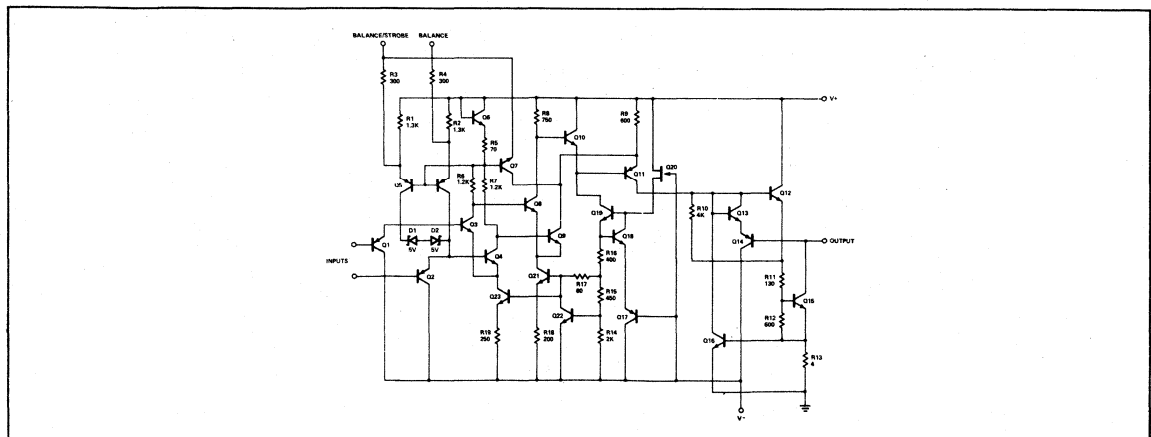 BALANCE/STROBE
BALANCE
R3
300
R4
300
V+
R1
1.3K
R2
1.3K
Q6
R5
70
R8
750
Q10
R9
600
Q7
Q20
Q5
R6
1.2K
R7
1.2K
Q11
Q12
Q8
R10
4K
Q13
Q19
Q3
Q18
Q14
OUTPUT
Q1
D1
5V
D2
5V
Q9
Q4
R16
400
INPUTS
Q2
Q21
R17
60
R11
130
Q15
Q23
R15
450
Q22
Q17
R12
600
R19
250
R18
200
R14
2K
Q16
R13
4
V-